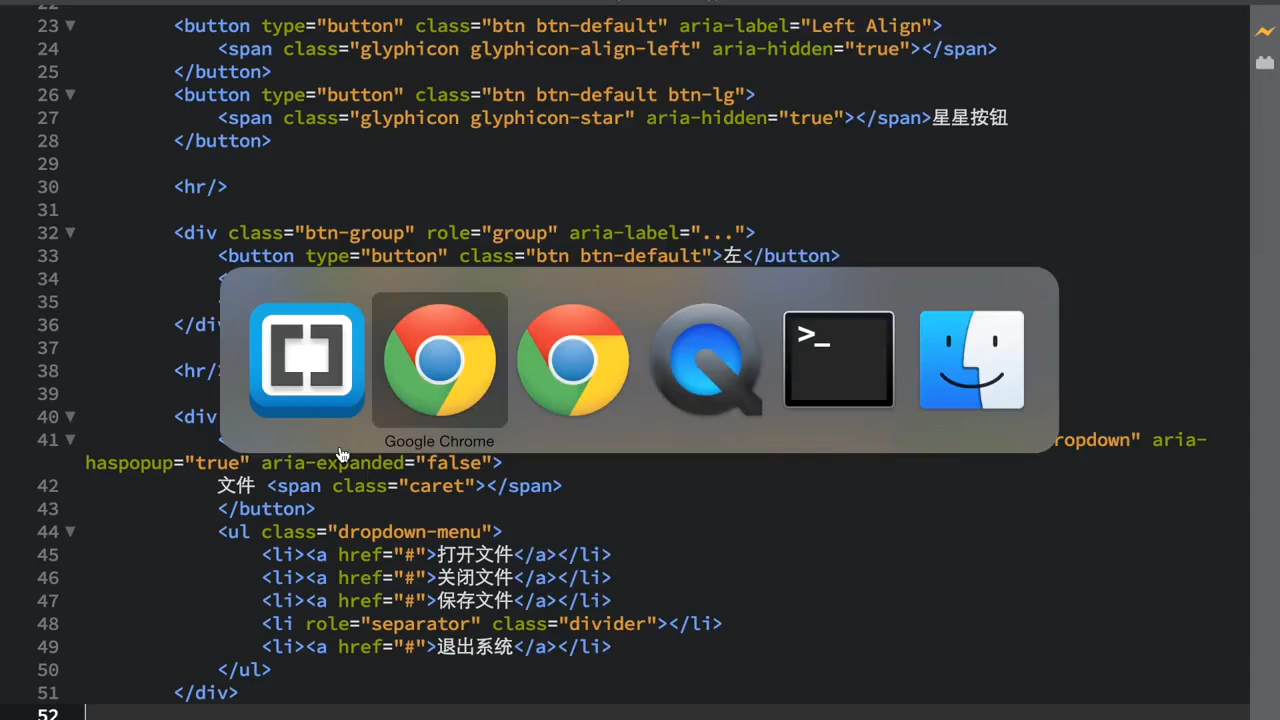 23 ▼ <button type="button" class="btn btn-default" aria-label="Left Align">
24 <span class="glyphicon glyphicon-align-left" aria-hidden="true"></span>
25 </button>
26 ▼ <button type="button" class="btn btn-default btn-lg">
27 <span class="glyphicon glyphicon-star" aria-hidden="true"></span>星星按钮
28 </button>
29
30 <hr/>
31
32 ▼ <div class="btn-group" role="group" aria-label="...">
33 <button type="button" class="btn btn-default">左</button>
34
35
36 </div
37
38 <hr/
39
40 ▼ <div
>_
Google Chrome
41 ▼ ropdown" aria-
haspopup="true" aria-expanded="false">
42 文件 <span class="caret"></span>
43 </button>
44 ▼ <ul class="dropdown-menu">
45 <li><a href="#">打开文件</a></li>
46 <li><a href="#">关闭文件</a></li>
47 <li><a href="#">保存文件</a></li>
48 <li role="separator" class="divider"></li>
49 <li><a href="#">退出系统</a></li>
50 </ul>
51 </div>
52